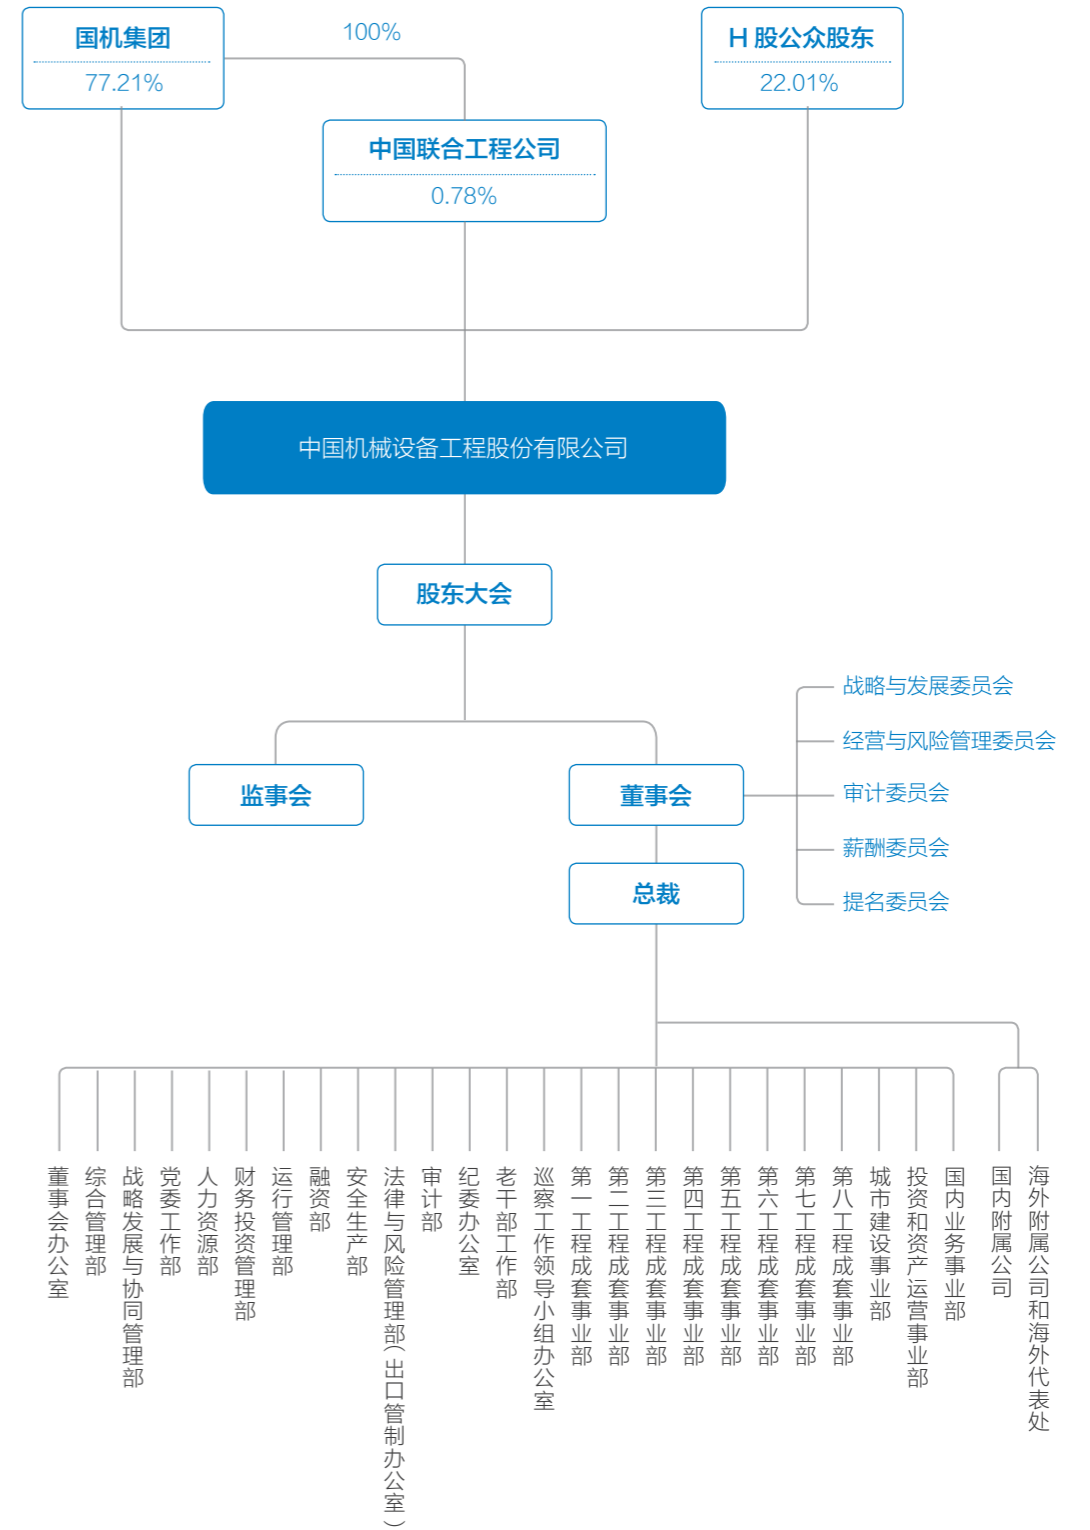 国机集团
77.21%
100%
H 股公众股东
22.01%
中国联合工程公司
0.78%
中国机械设备工程股份有限公司
股东大会
监事会
董事会
战略与发展委员会
经营与风险管理委员会
审计委员会
薪酬委员会
提名委员会
总裁
董事会办公室
综合管理部
战略发展与协同管理部
党委工作部
人力资源部
财务投资管理部
运行管理部
融资部
安全生产部
法律与风险管理部(出口管制办公室)
审计部
纪委办公室
老干部工作部
巡察工作领导小组办公室
第一工程成套事业部
第二工程成套事业部
第三工程成套事业部
第四工程成套事业部
第五工程成套事业部
第六工程成套事业部
第七工程成套事业部
第八工程成套事业部
城市建设事业部
投资和资产运营事业部
国内业务事业部
国内附属公司
海外附属公司和海外代表处